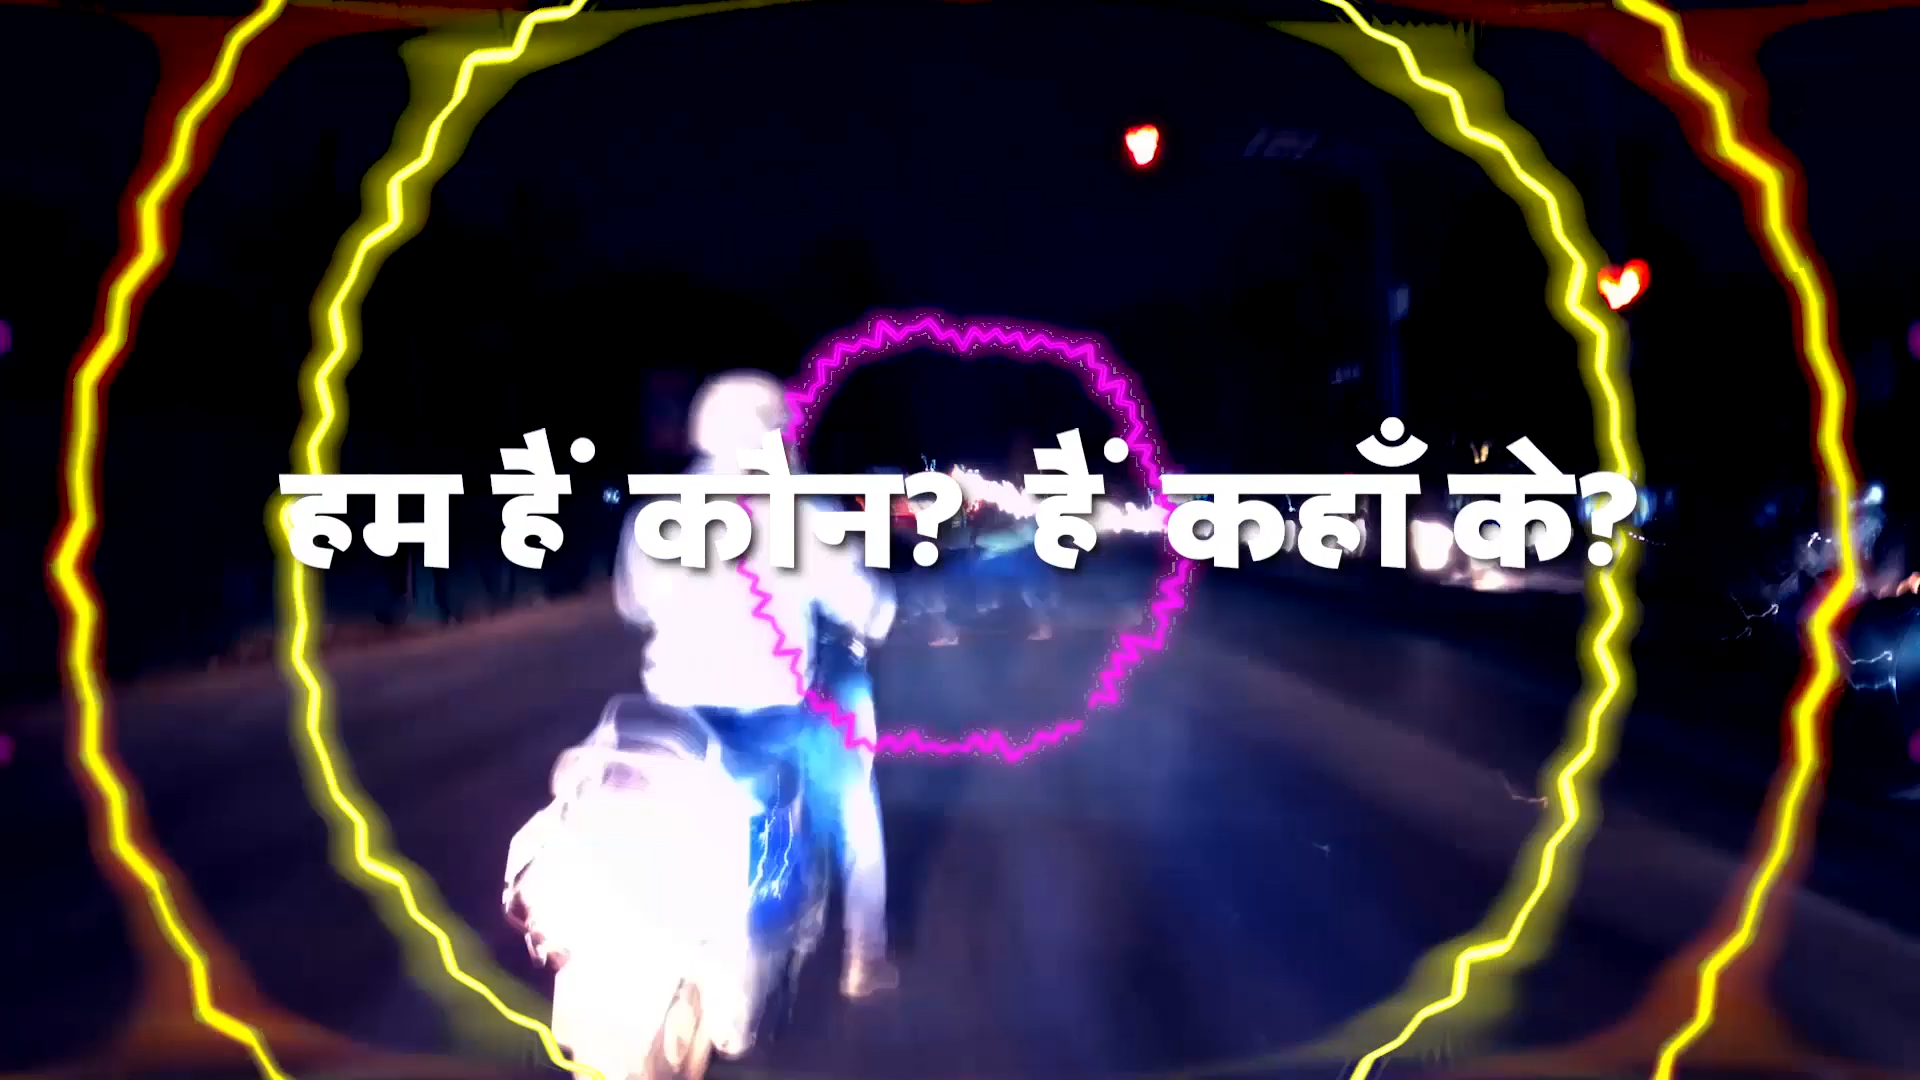 हम हैं कौन? हैं कहाँ के?